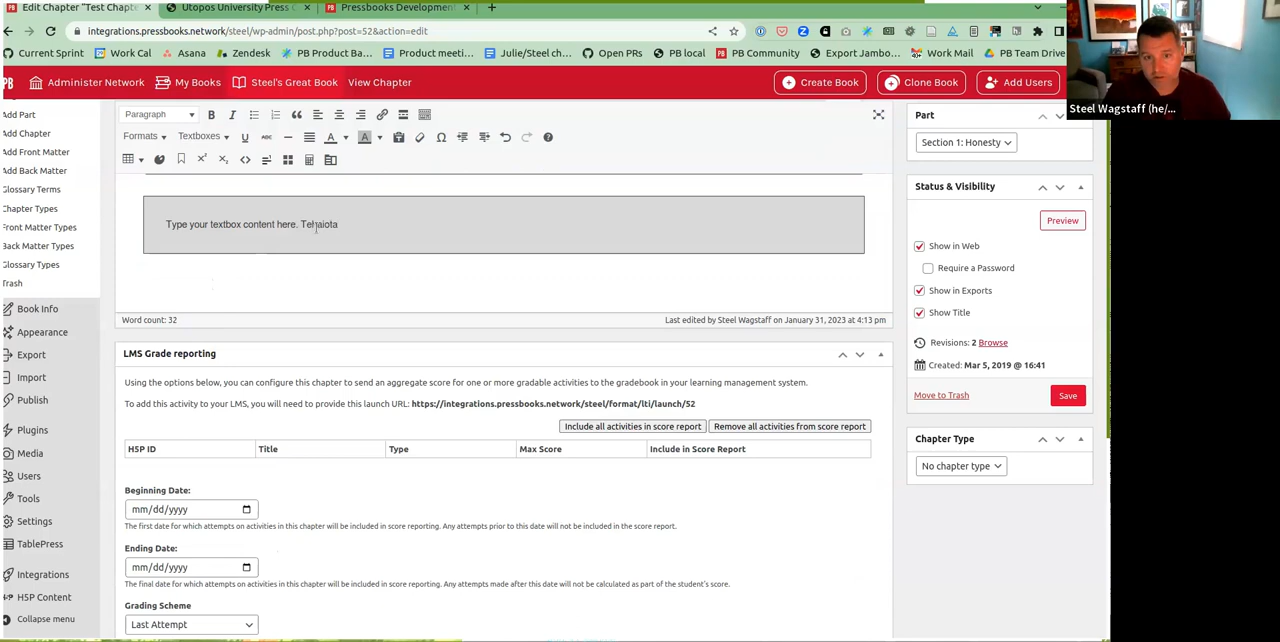 Edit Chapter "Test Chapte
Utopos University Press C
Pressbooks Development
integrations.pressbooks.network/steel/wp-admin/post.php?post=52&action=edit
Current Sprint
Work Cal
Asana
Zendesk
PB Product Ba...
Product meeti...
Julie/Steel ch...
Open PRs
PB local
PB Community
Export Jambo...
Work Mail
PB Team Drive
Steel Wagstaff (he/...
PB
Administer Network
My Books
Steel's Great Book
View Chapter
Create Book
Clone Book
Add Users
Add Part
Add Chapter
Add Front Matter
Add Back Matter
Glossary Terms
Chapter Types
Front Matter Types
Back Matter Types
Glossary Types
Trash
Book Info
Appearance
Export
Import
Publish
Plugins
Media
Users
Tools
Settings
TablePress
Integrations
H5P Content
Collapse menu
Paragraph
Formats
Textboxes
Type your textbox content here.
Word count: 32
Last edited by Steel Wagstaff on January 31, 2023 at 4:13 pm
LMS Grade reporting
Using the options below, you can configure this chapter to send an aggregate score for one or more gradable activities to the gradebook in your learning management system.
To add this activity to your LMS, you will need to provide this launch URL: https://integrations.pressbooks.network/steel/format/lti/launch/52
Include all activities in score report
Remove all activities from score report
H5P ID
Title
Type
Max Score
Include in Score Report
Beginning Date:
mm/dd/yyyy
The first date for which attempts on activities in this chapter will be included in score reporting. Any attempts prior to this date will not be included in the score report.
Ending Date:
mm/dd/yyyy
The final date for which attempts on activities in this chapter will be included in score reporting. Any attempts made after this date will not be calculated as part of the student's score.
Grading Scheme
Last Attempt
Part
Section 1: Honesty
Status & Visibility
Preview
Show in Web
Require a Password
Show in Exports
Show Title
Revisions: 2 Browse
Created: Mar 5, 2019 @ 16:41
Move to Trash
Save
Chapter Type
No chapter type